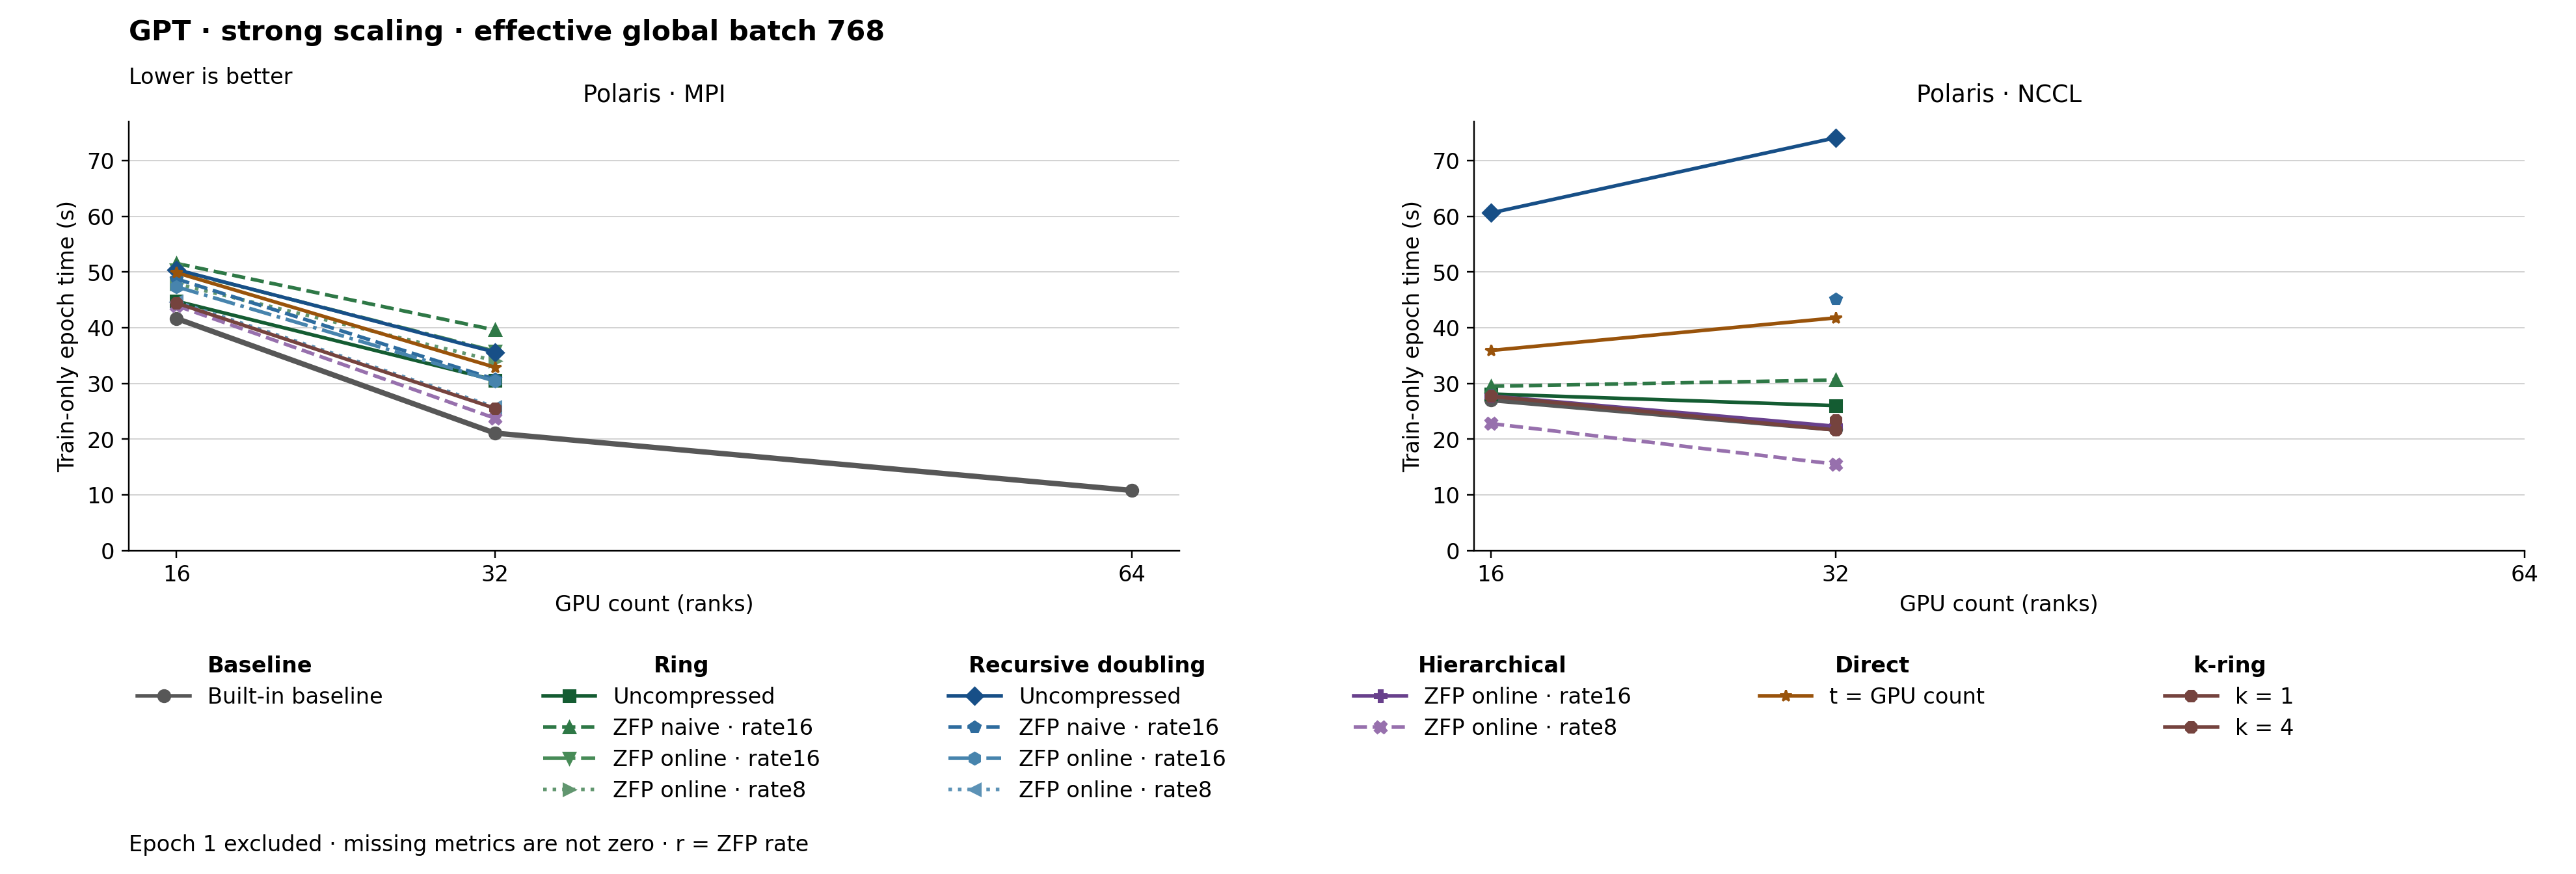 GPT · strong scaling · effective global batch 768
Lower is better
Polaris · MPI
Train-only epoch time (s)
70
60
50
40
30
20
10
0
16 32 64
GPU count (ranks)
Polaris · NCCL
Train-only epoch time (s)
70
60
50
40
30
20
10
0
16 32 64
GPU count (ranks)
Baseline
Built-in baseline
Ring
Uncompressed
ZFP naive · rate16
ZFP online · rate16
ZFP online · rate8
Recursive doubling
Uncompressed
ZFP naive · rate16
ZFP online · rate16
ZFP online · rate8
Hierarchical
ZFP online · rate16
ZFP online · rate8
Direct
t = GPU count
k-ring
k = 1
k = 4
Epoch 1 excluded · missing metrics are not zero · r = ZFP rate